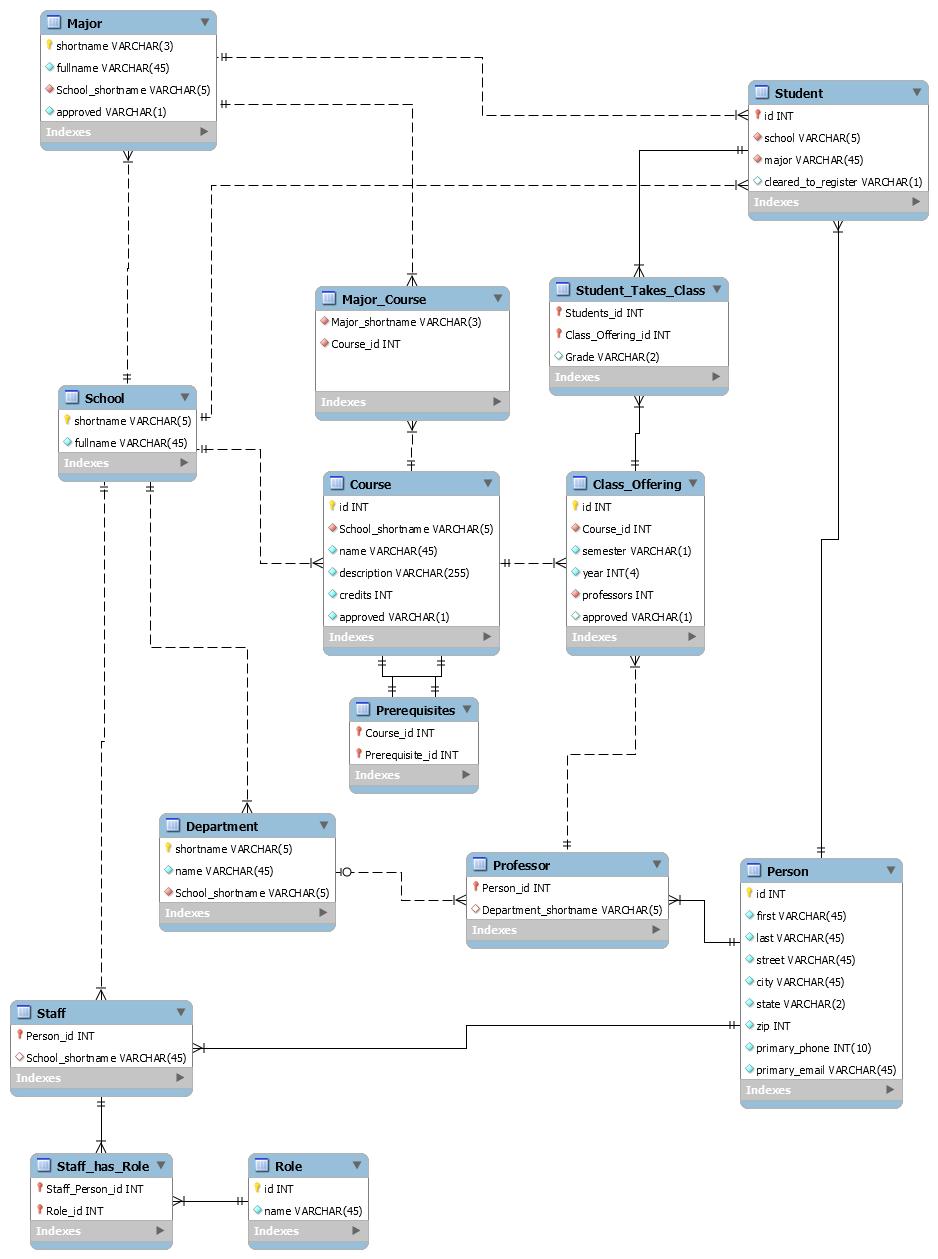 Major
shortname VARCHAR(3)
fullname VARCHAR(45)
School_shortname VARCHAR(5)
approved VARCHAR(1)
Indexes
Student
id INT
school VARCHAR(5)
major VARCHAR(45)
cleared_to_register VARCHAR(1)
Indexes
Major_Course
Major_shortname VARCHAR(3)
Course_id INT
Indexes
Student_Takes_Class
Students_id INT
Class_Offering_id INT
Grade VARCHAR(2)
Indexes
School
shortname VARCHAR(5)
fullname VARCHAR(45)
Indexes
Course
id INT
School_shortname VARCHAR(5)
name VARCHAR(45)
description VARCHAR(255)
credits INT
approved VARCHAR(1)
Indexes
Class_Offering
id INT
Course_id INT
semester VARCHAR(1)
year INT(4)
professors INT
approved VARCHAR(1)
Indexes
Prerequisites
Course_id INT
Prerequisite_id INT
Indexes
Department
shortname VARCHAR(5)
name VARCHAR(45)
School_shortname VARCHAR(5)
Indexes
Professor
Person_id INT
Department_shortname VARCHAR(5)
Indexes
Person
id INT
first VARCHAR(45)
last VARCHAR(45)
street VARCHAR(45)
city VARCHAR(45)
state VARCHAR(2)
zip INT
primary_phone INT(10)
primary_email VARCHAR(45)
Indexes
Staff
Person_id INT
School_shortname VARCHAR(45)
Indexes
Staff_has_Role
Staff_Person_id INT
Role_id INT
Indexes
Role
id INT
name VARCHAR(45)
Indexes